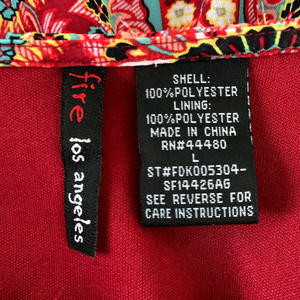 fire
los angeles
SHELL:
100%POLYESTER
LINING:
100%POLYESTER
MADE IN CHINA
RN#44480
L
ST#FDK005304-
SF14426AG
SEE REVERSE FOR
CARE INSTRUCTIONS